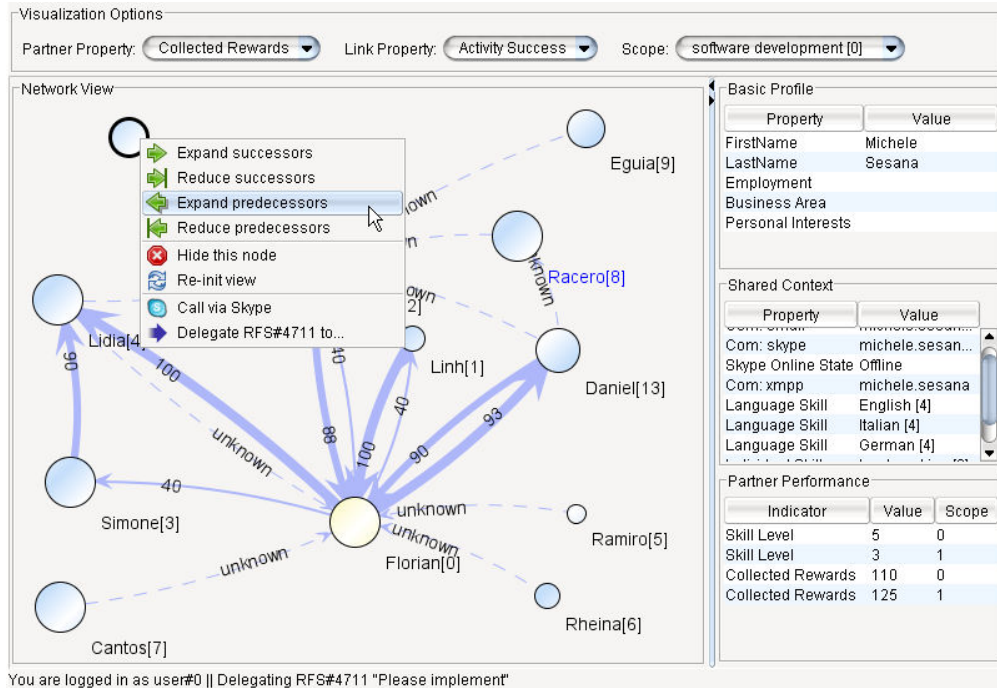 Visualization Options
Partner Property: Collected Rewards Link Property: Activity Success Scope: software development [0]
Network View
Expand successors
Reduce successors
Expand predecessors
Reduce predecessors
Hide this node
Re-init view
Call via Skype
Delegate RFS#4711 to...
Eguia[9]
Racero[8]
unknown
Lidia[4]
2]
Linh[1]
Daniel[13]
90
100
40
88
100
40
90
93
unknown
40
Simone[3]
unknown
unknown
Ramiro[5]
Florian[0]
unknown
Rheina[6]
Cantos[7]
Basic Profile
Property Value
FirstName Michele
LastName Sesana
Employment
Business Area
Personal Interests
Shared Context
Property Value
Com: skype michele.sesan...
Skype Online State Offline
Com: xmpp michele.sesana
Language Skill English [4]
Language Skill Italian [4]
Language Skill German [4]
Partner Performance
Indicator Value Scope
Skill Level 5 0
Skill Level 3 1
Collected Rewards 110 0
Collected Rewards 125 1
You are logged in as user#0 || Delegating RFS#4711 "Please implement"